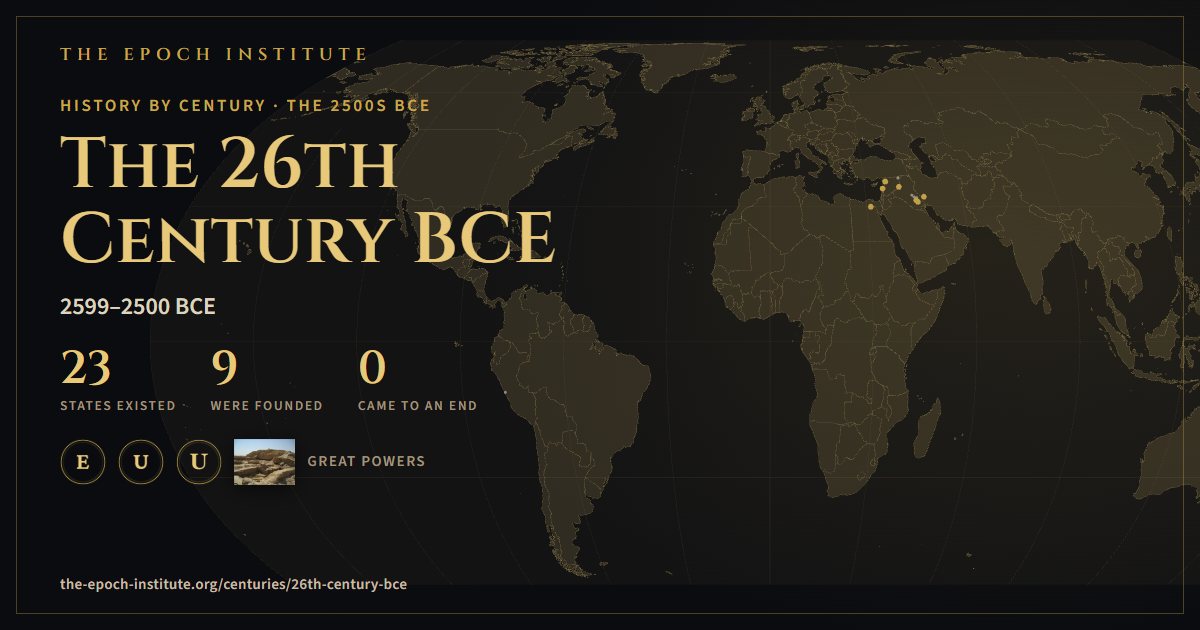 THE EPOCH INSTITUTE
HISTORY BY CENTURY · THE 2500S BCE
THE 26TH
CENTURY BCE
2599–2500 BCE
23 9 0
STATES EXISTED · WERE FOUNDED CAME TO AN END
E U U GREAT POWERS
the-epoch-institute.org/centuries/26th-century-bce